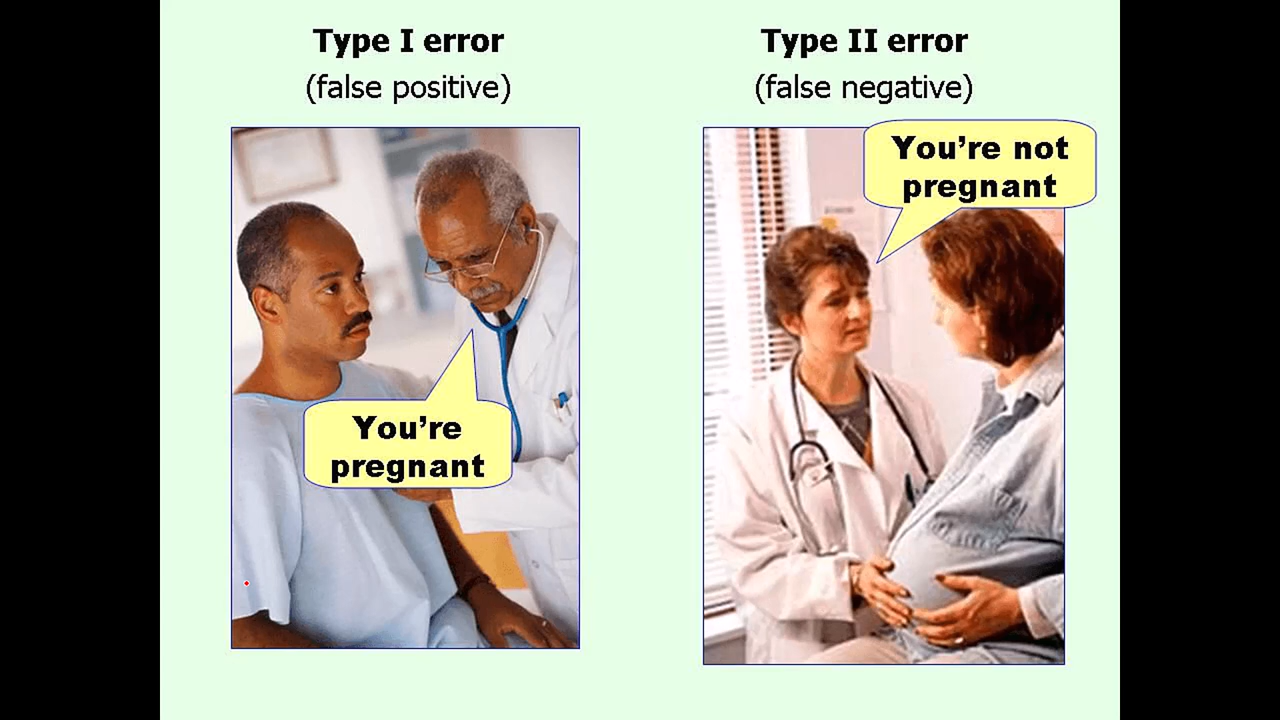 Type I error
(false positive)
You're
pregnant
Type II error
(false negative)
You're not
pregnant